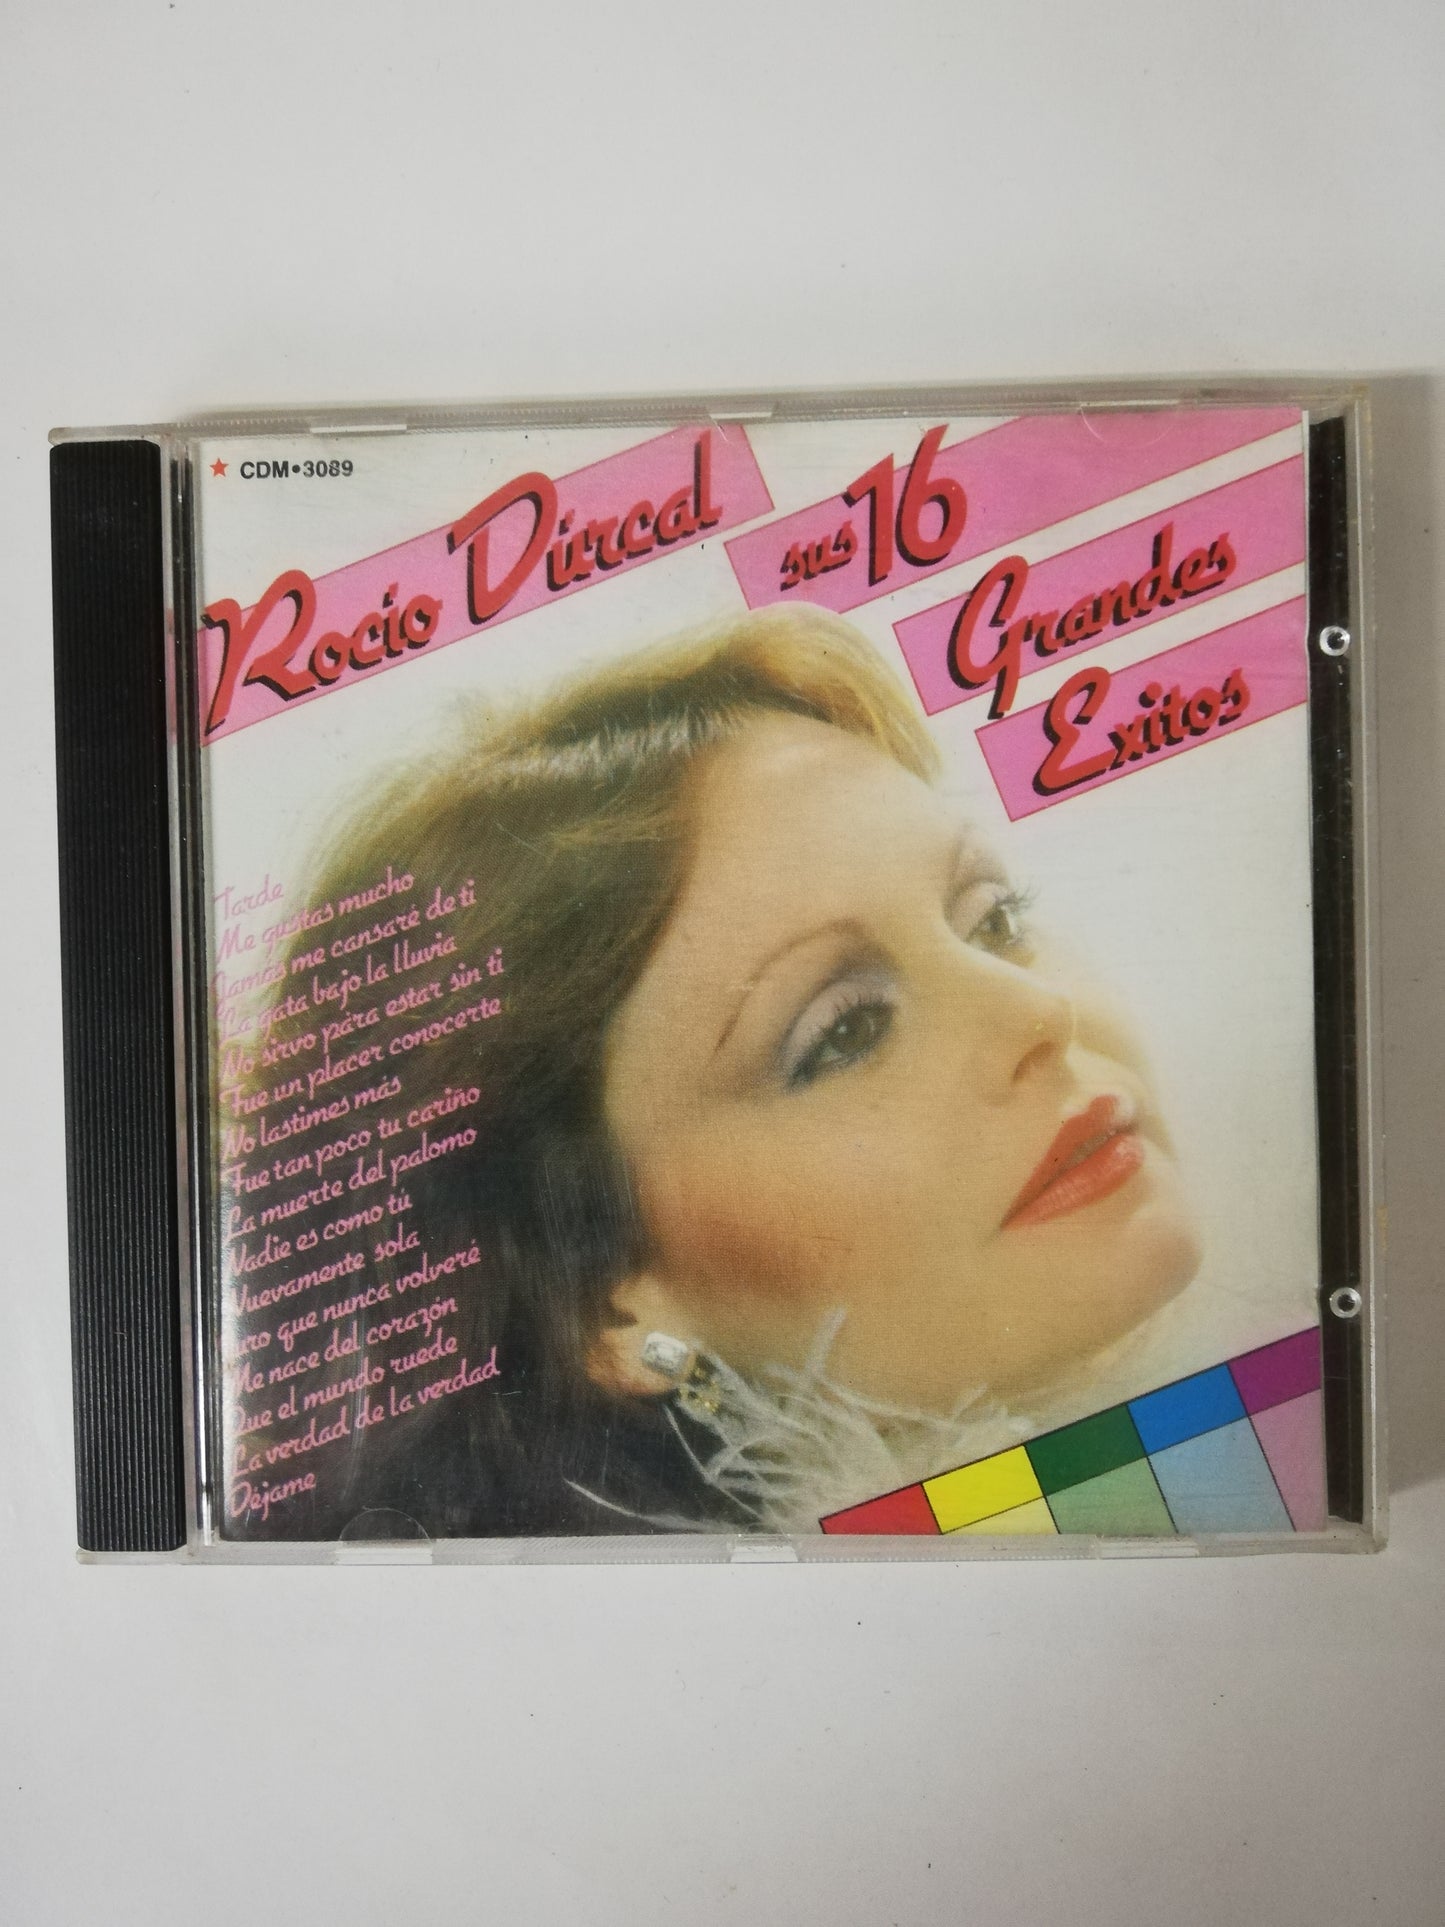 ★ CDM•3089
Rocío Dúrcal
sus 16
Grandes
Exitos
Tarde
Me gustas mucho
Jamás me cansaré de ti
La gata bajo la lluvia
No sirvo para estar sin ti
Fue un placer conocerte
No lastimes más
Fue tan poco tu cariño
La muerte del palomo
Nadie es como tú
Nuevamente sola
Juro que nunca volveré
Me nace del corazón
Que el mundo ruede
La verdad de la verdad
Déjame